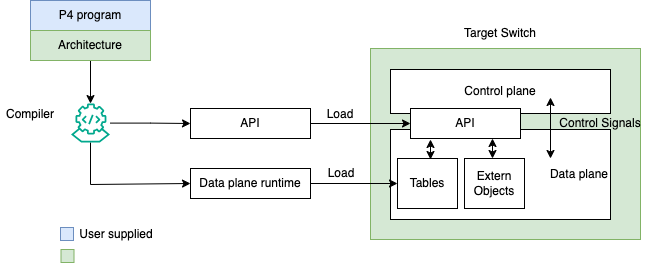 P4 program
Architecture
Target Switch
Control plane
Compiler
API
Load
API
Control Signals
Data plane runtime
Load
Tables
Extern
Objects
Data plane
User supplied